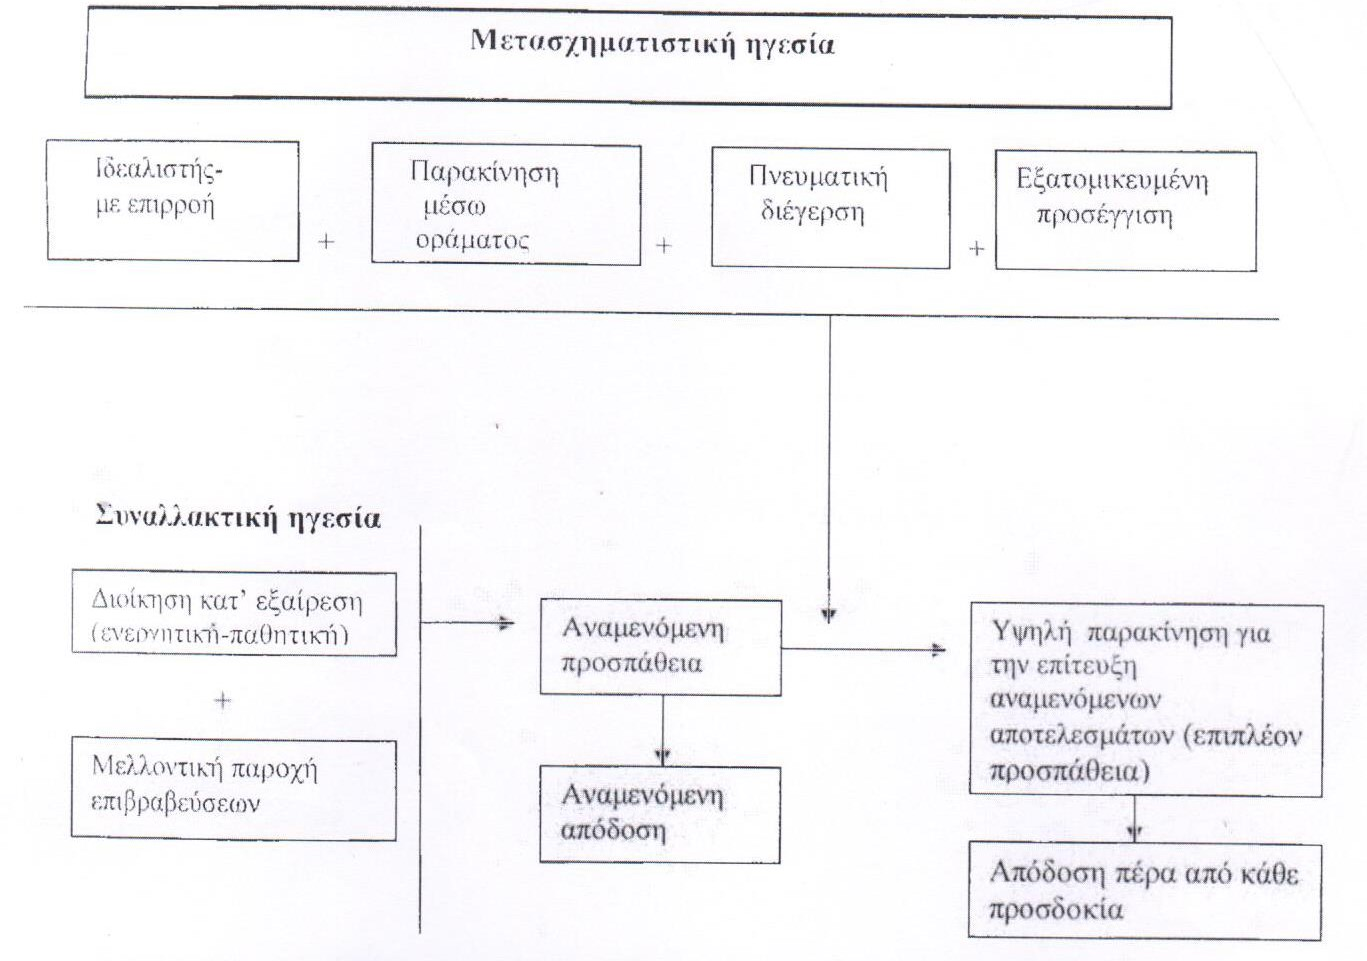 Μετασχηματιστική ηγεσία
Ιδεαλιστής-
με επιρροή
+
Παρακίνηση
μέσω
οράματος
+
Πνευματική
διέγερση
+
Εξατομικευμένη
προσέγγιση
Συναλλακτική ηγεσία
Διοίκηση κατ’ εξαίρεση
(ενεργητική-παθητική)
+
Μελλοντική παροχή
επιβραβεύσεων
Αναμενόμενη
προσπάθεια
Αναμενόμενη
απόδοση
Υψηλή παρακίνηση για
την επίτευξη
αναμενόμενων
αποτελεσμάτων (επιπλέον
προσπάθεια)
Απόδοση πέρα από κάθε
προσδοκία